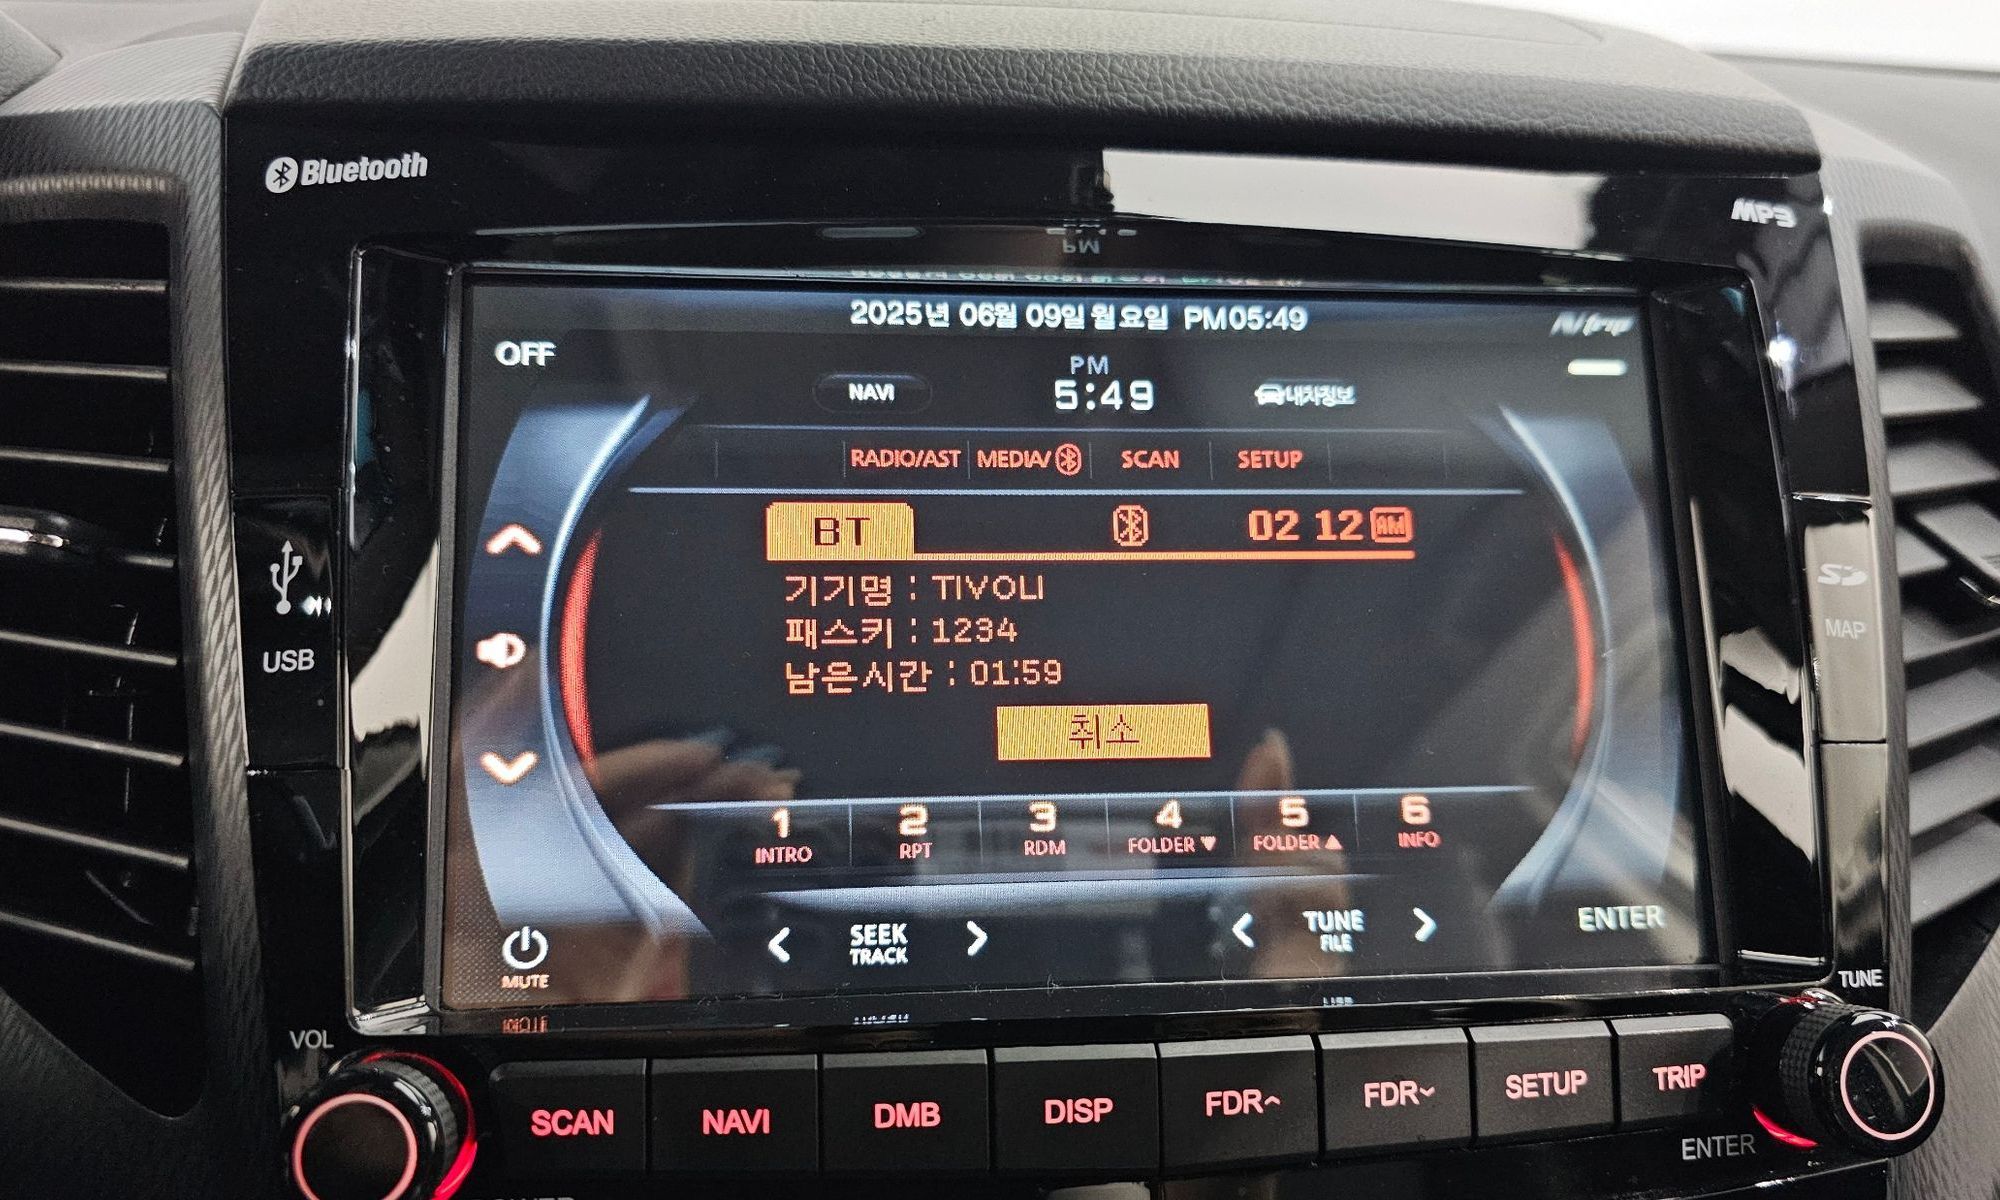 Bluetooth
MP3
2025년 06월 09일 월요일 PM05:49
OFF
PM
NAVI
5:49
내차정보
RADIO/AST
MEDIA/
SCAN
SETUP
BT
02 12 AM
기기명 : TIVOLI
패스키 : 1234
남은시간 : 01:59
취소
USB
SD
MAP
1 2 3 4 5 6
INTRO RPT RDM FOLDER▼ FOLDER▲ INFO
< SEEK > < TUNE > ENTER
TRACK FILE
MUTE
TUNE
VOL
SCAN NAVI DMB DISP FDR^ FDR˅ SETUP TRIP
ENTER